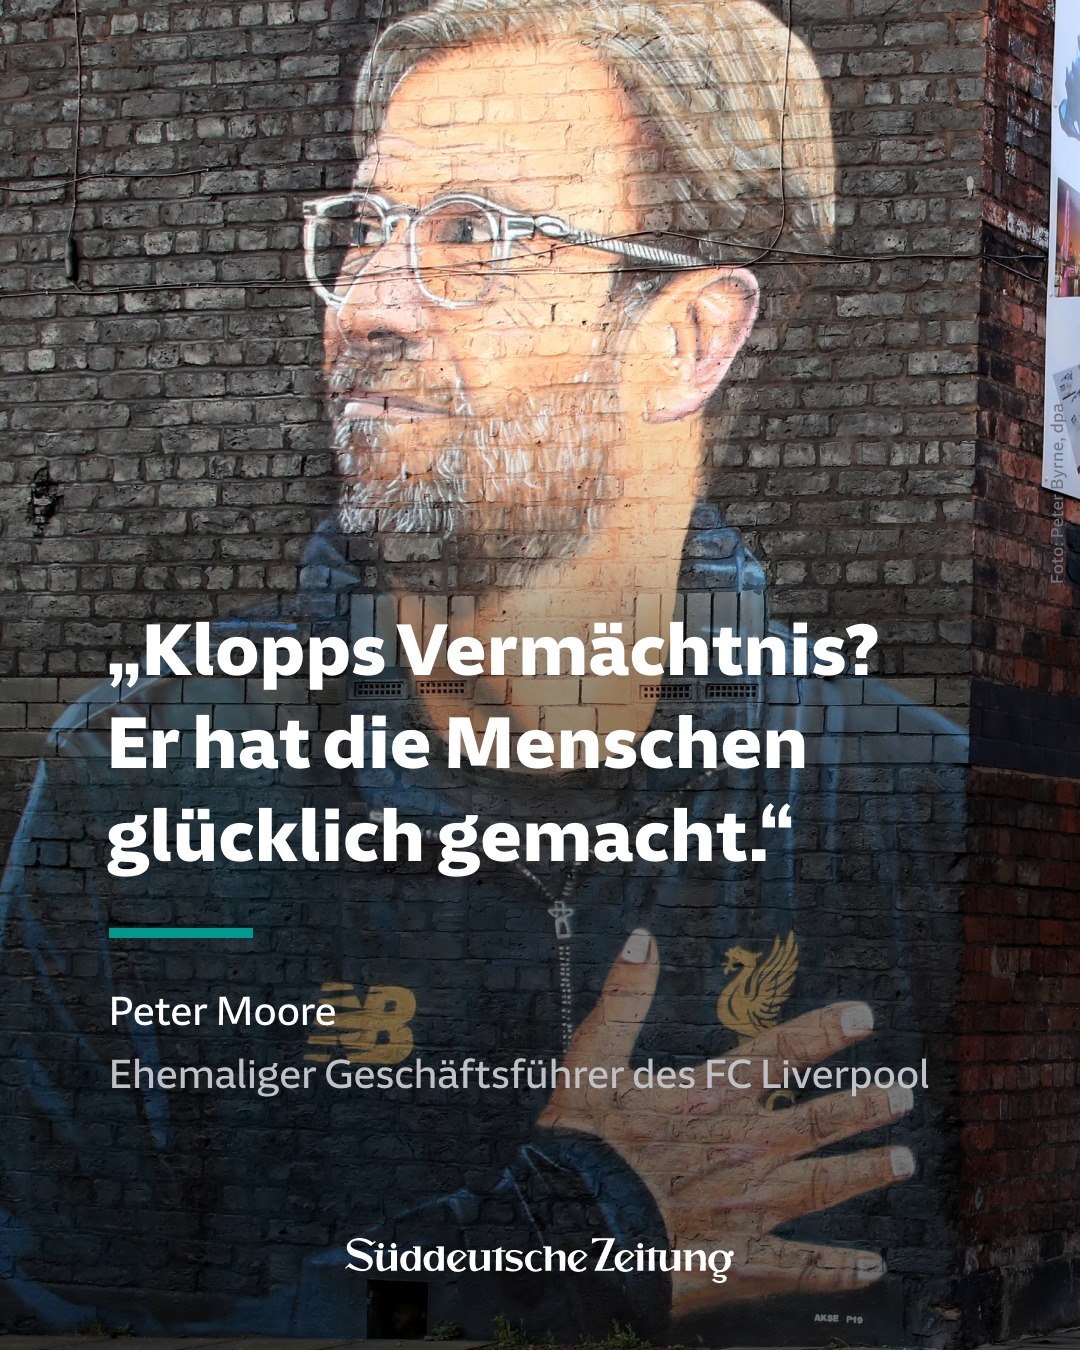 „Klopps Vermächtnis?
Er hat die Menschen
glücklich gemacht.“
Peter Moore
Ehemaliger Geschäftsführer des FC Liverpool
Süddeutsche Zeitung
Foto: Peter Byrne, dpa
NB
AKSE P19